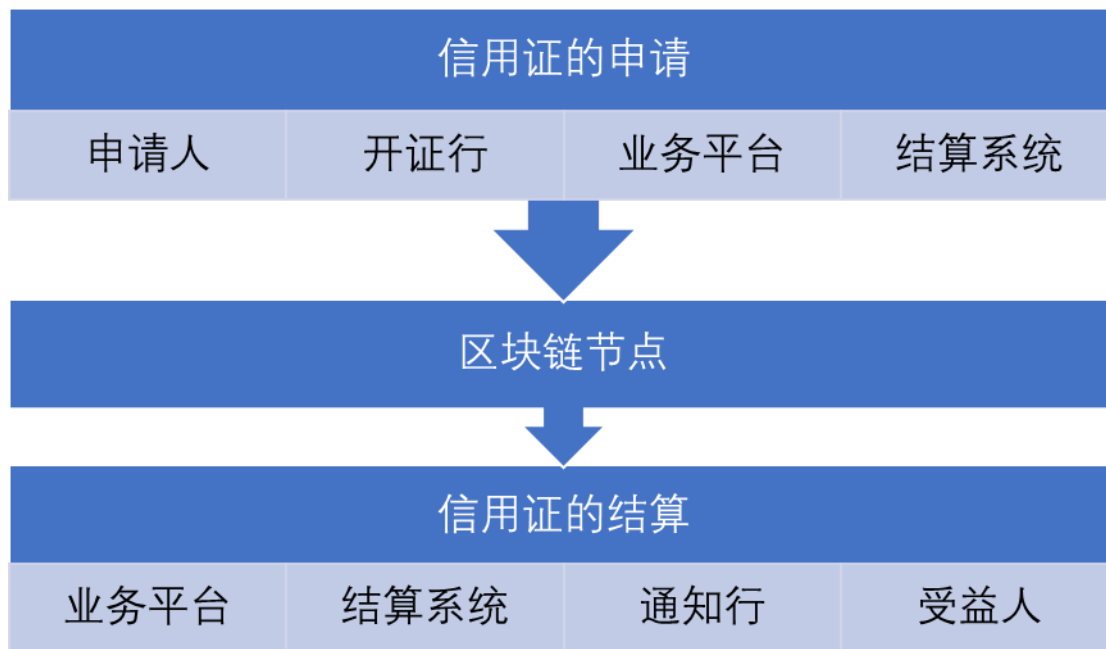 信用证的申请
申请人 开证行 业务平台 结算系统
区块链节点
信用证的结算
业务平台 结算系统 通知行 受益人